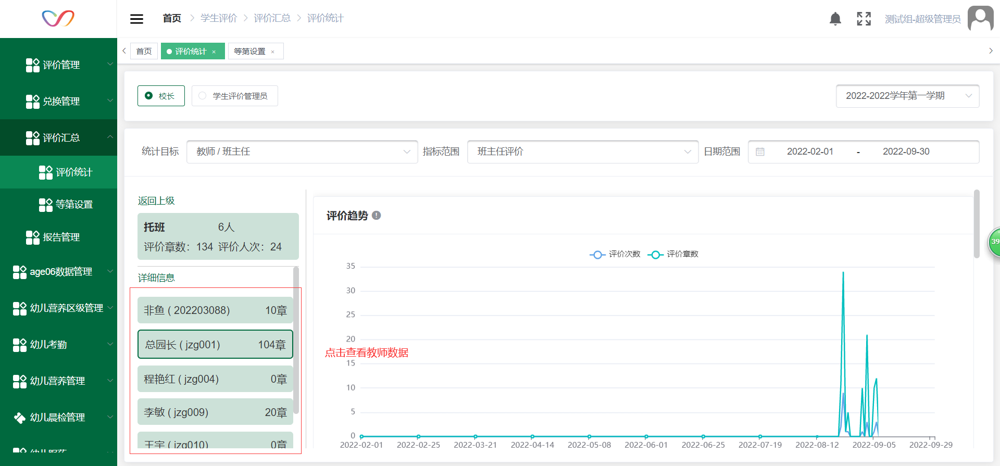 首页 > 学生评价 > 评价汇总 > 评价统计
测试组-超级管理员
首页
评价统计 ×
等第设置 ×
评价管理
兑换管理
评价汇总
评价统计
等第设置
报告管理
age06数据管理
幼儿营养区级管理
幼儿考勤
幼儿营养管理
幼儿晨检管理
校长
学生评价管理员
2022-2022学年第一学期
统计目标
教师 / 班主任
指标范围
班主任评价
日期范围
2022-02-01 - 2022-09-30
返回上级
托班 6人
评价章数：134 评价人次：24
详细信息
非鱼 ( 202203088) 10章
总园长 ( jzg001) 104章
程艳红 ( jzg004) 0章
李敏 ( jzg009) 20章
王宇 ( jzg010) 0章
评价趋势
评价次数
评价章数
35
30
25
20
15
10
5
0
点击查看教师数据
2022-02-01
2022-02-25
2022-03-21
2022-04-14
2022-05-08
2022-06-01
2022-06-25
2022-07-19
2022-08-12
2022-09-05
2022-09-29
39